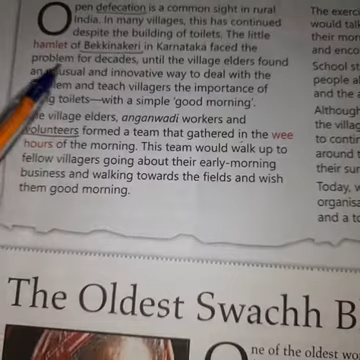 Open defecation is a common sight in rural
India. In many villages, this has continued
despite the building of toilets. The little
hamlet of Bekkinakeri in Karnataka faced the
problem for decades, until the village elders found
an unusual and innovative way to deal with the
and teach villagers the importance of
toilets—with a simple 'good morning'.
village elders, anganwadi workers and
volunteers formed a team that gathered in the wee
hours of the morning. This team would walk up to
fellow villagers going about their early-morning
business and walking towards the fields and wish
them good morning.
The exerc
would talk
their mor
and enco
School st
people a
and the a
Although
the villag
to contin
around t
their sur
Today, v
organisa
and a to
The Oldest Swachh B
One of the oldest wo